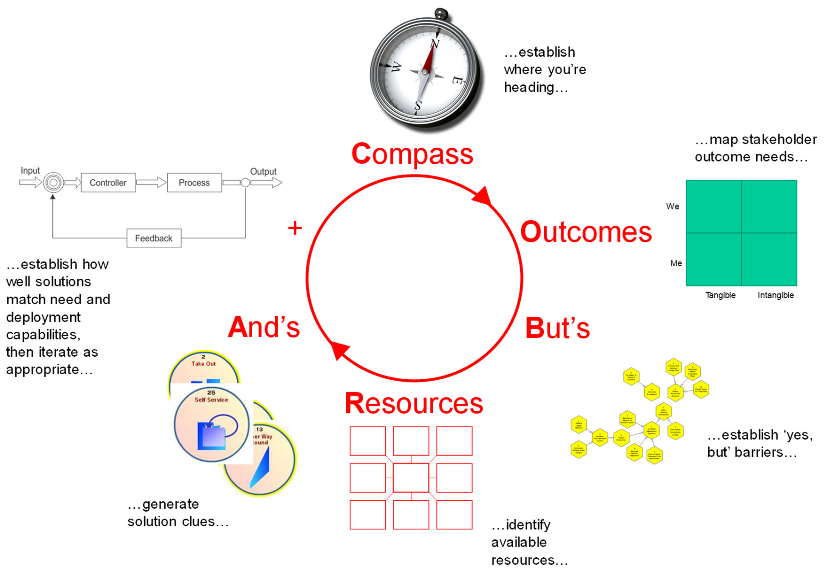 N
W
E
S
…establish
where you're
heading…
Compass
…map stakeholder
outcome needs…
Input
Controller
Process
Output
Feedback
+
Outcomes
We
Me
Tangible
Intangible
…establish how
well solutions
match need and
deployment
capabilities,
then iterate as
appropriate…
And's
But's
2
Take Out
25
Self Service
13
er Way
ound
Resources
…establish 'yes,
but' barriers…
…generate
solution clues…
…identify
available
resources…